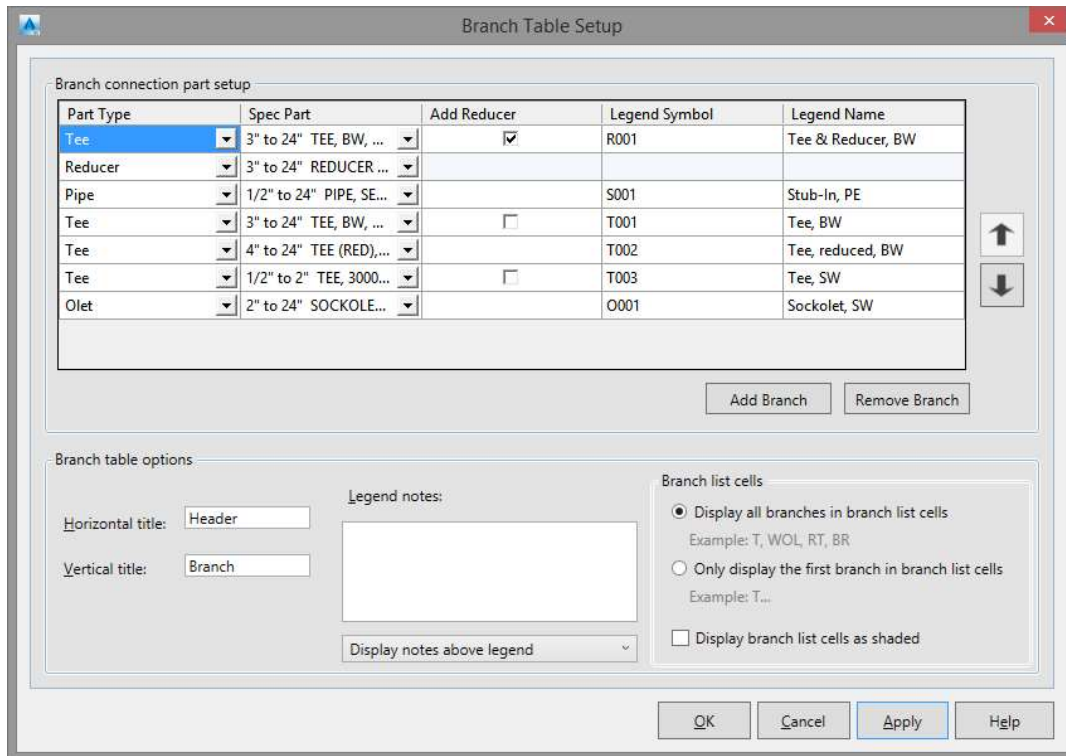 Branch Table Setup
Branch connection part setup
Part Type Spec Part Add Reducer Legend Symbol Legend Name
Tee 3" to 24" TEE, BW, ... R001 Tee & Reducer, BW
Reducer 3" to 24" REDUCER ...
Pipe 1/2" to 24" PIPE, SE... S001 Stub-In, PE
Tee 3" to 24" TEE, BW, ... T001 Tee, BW
Tee 4" to 24" TEE (RED),... T002 Tee, reduced, BW
Tee 1/2" to 2" TEE, 3000... T003 Tee, SW
Olet 2" to 24" SOCKOLE... O001 Sockolet, SW
Add Branch Remove Branch
Branch table options
Horizontal title: Header
Vertical title: Branch
Legend notes:
Display notes above legend
Branch list cells
Display all branches in branch list cells
Example: T, WOL, RT, BR
Only display the first branch in branch list cells
Example: T...
Display branch list cells as shaded
OK Cancel Apply Help